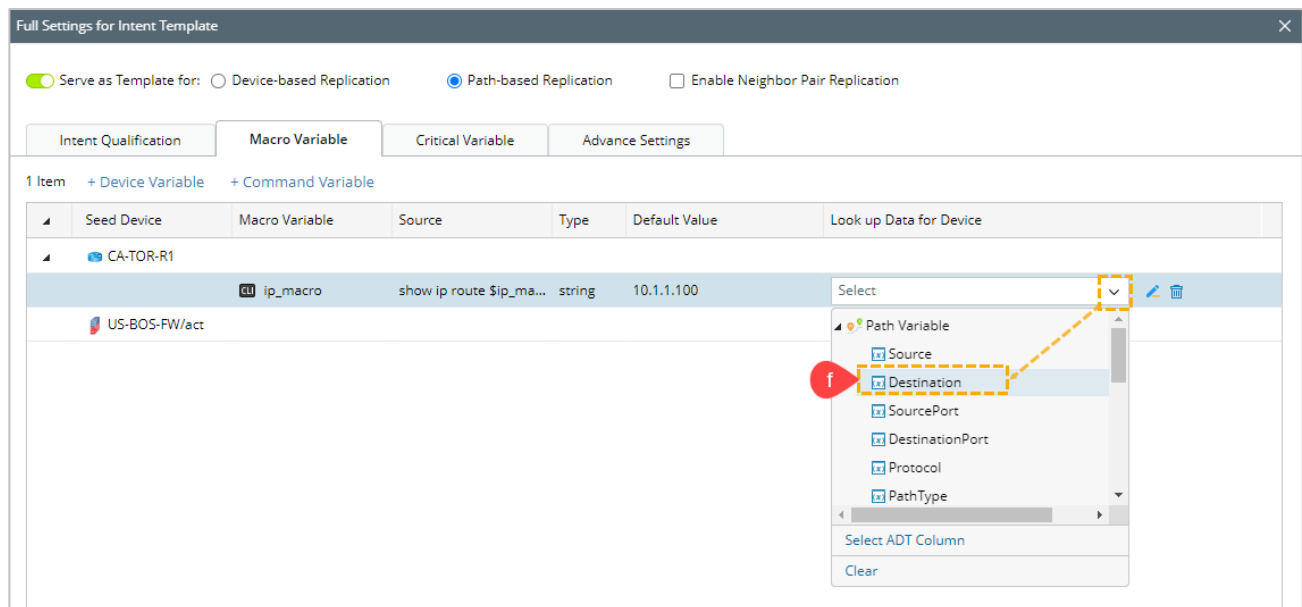 Full Settings for Intent Template
Serve as Template for: Device-based Replication Path-based Replication Enable Neighbor Pair Replication
Intent Qualification Macro Variable Critical Variable Advance Settings
1 Item + Device Variable + Command Variable
Seed Device Macro Variable Source Type Default Value Look up Data for Device
CA-TOR-R1
CLI ip_macro show ip route $ip_ma... string 10.1.1.100 Select
US-BOS-FW/act
Path Variable
Source
f Destination
SourcePort
DestinationPort
Protocol
PathType
Select ADT Column
Clear